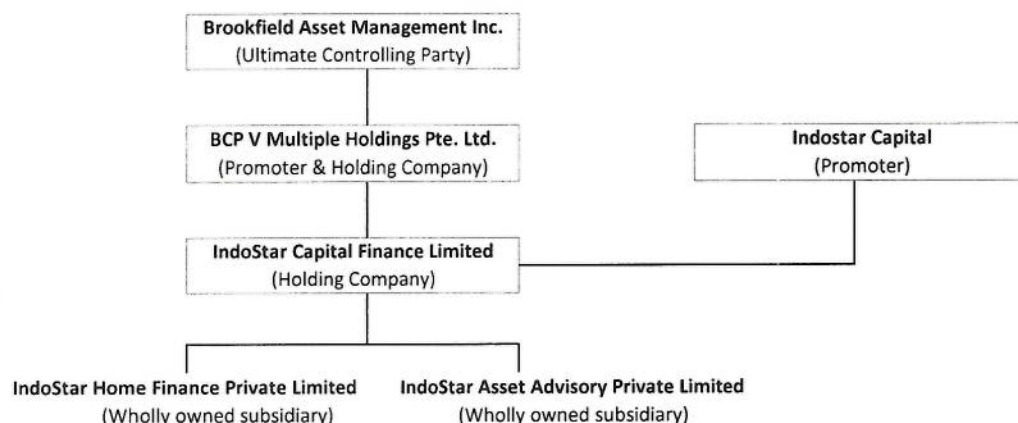 Brookfield Asset Management Inc.
(Ultimate Controlling Party)
BCP V Multiple Holdings Pte. Ltd.
(Promoter & Holding Company)
Indostar Capital
(Promoter)
IndoStar Capital Finance Limited
(Holding Company)
IndoStar Home Finance Private Limited
(Wholly owned subsidiary)
IndoStar Asset Advisory Private Limited
(Wholly owned subsidiary)